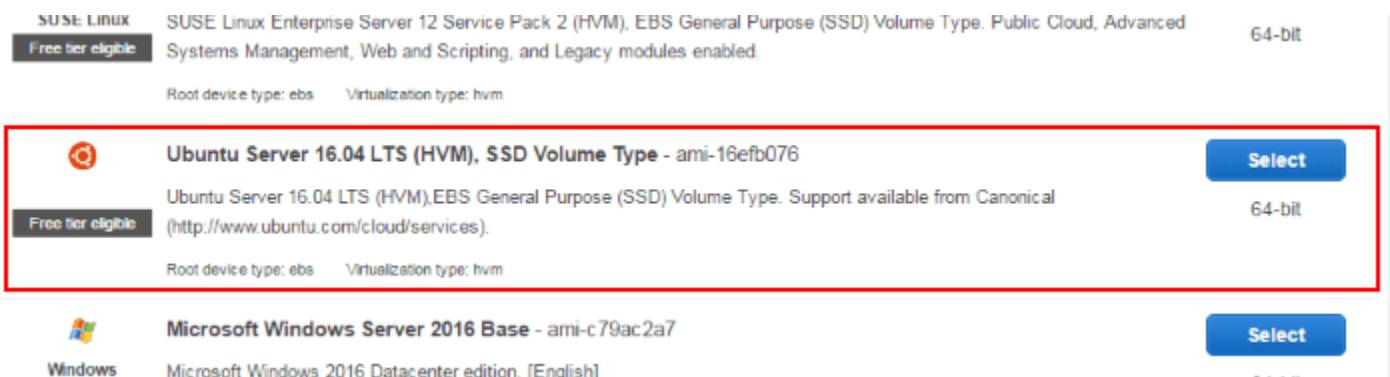 SUSE Linux
SUSE Linux Enterprise Server 12 Service Pack 2 (HVM), EBS General Purpose (SSD) Volume Type. Public Cloud, Advanced
Free tier eligible
Systems Management, Web and Scripting, and Legacy modules enabled.
64-bit
Root device type: ebs Virtualization type: hvm
Ubuntu Server 16.04 LTS (HVM), SSD Volume Type - ami-16efb076
Select
Ubuntu Server 16.04 LTS (HVM),EBS General Purpose (SSD) Volume Type. Support available from Canonical
Free tier eligible
(http://www.ubuntu.com/cloud/services).
64-bit
Root device type: ebs Virtualization type: hvm
Microsoft Windows Server 2016 Base - ami-c79ac2a7
Select
Windows
Microsoft Windows 2016 Datacenter edition. [English]